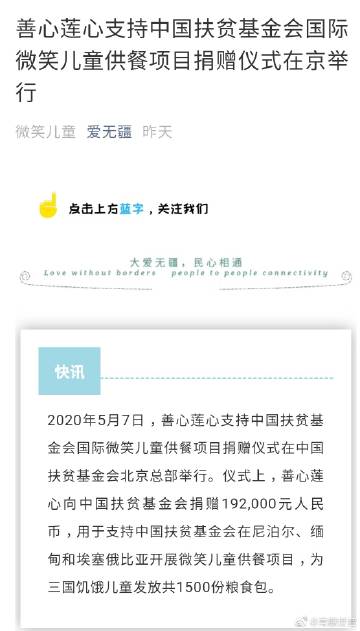 善心莲心支持中国扶贫基金会国际
微笑儿童供餐项目捐赠仪式在京举
行
微笑儿童 爱无疆 昨天
点击上方蓝字，关注我们
大爱无疆，民心相通
Love without borders people to people connectivity
快讯
2020年5月7日，善心莲心支持中国扶贫基
金会国际微笑儿童供餐项目捐赠仪式在中国
扶贫基金会北京总部举行。仪式上，善心莲
心向中国扶贫基金会捐赠192,000元人民
币，用于支持中国扶贫基金会在尼泊尔、缅
甸和埃塞俄比亚开展微笑儿童供餐项目，为
三国饥饿儿童发放共1500份粮食包。